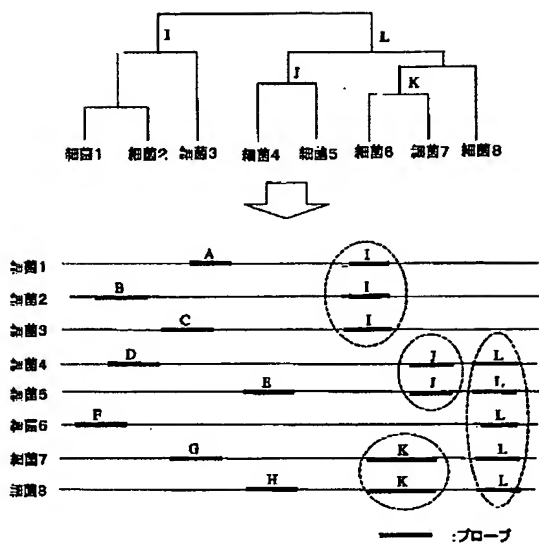 I L
J
K
細菌1 細菌2 細菌3 細菌4 細菌5 細菌6 細菌7 細菌8
細菌1 A I
細菌2 B I
細菌3 C I
細菌4 D J L
細菌5 E J L
細菌6 F L
細菌7 G K L
細菌8 H K L
:プローブ